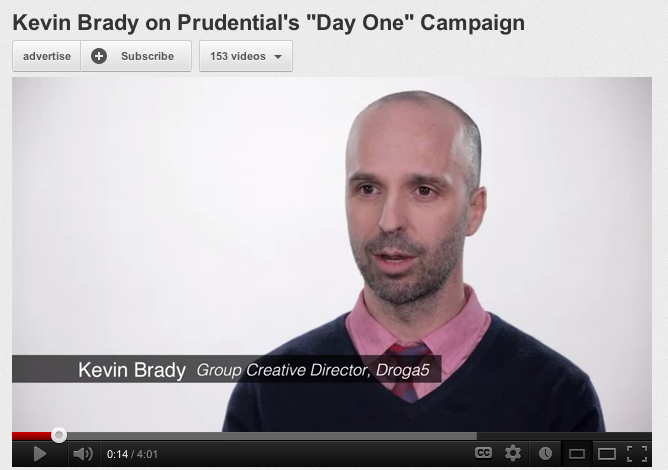 Kevin Brady on Prudential's "Day One" Campaign
advertise Subscribe 153 videos
Kevin Brady Group Creative Director, Droga5
0:14 / 4:01 CC